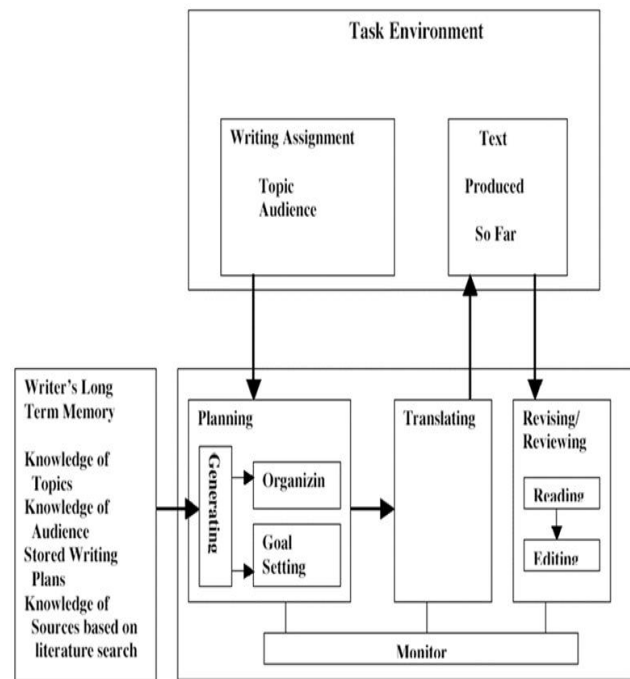 Task Environment
Writing Assignment
Topic
Audience
Text
Produced
So Far
Writer's Long
Term Memory
Knowledge of
Topics
Knowledge of
Audience
Stored Writing
Plans
Knowledge of
Sources based on
literature search
Planning
Generating
Organizin
Goal
Setting
Translating
Revising/
Reviewing
Reading
Editing
Monitor